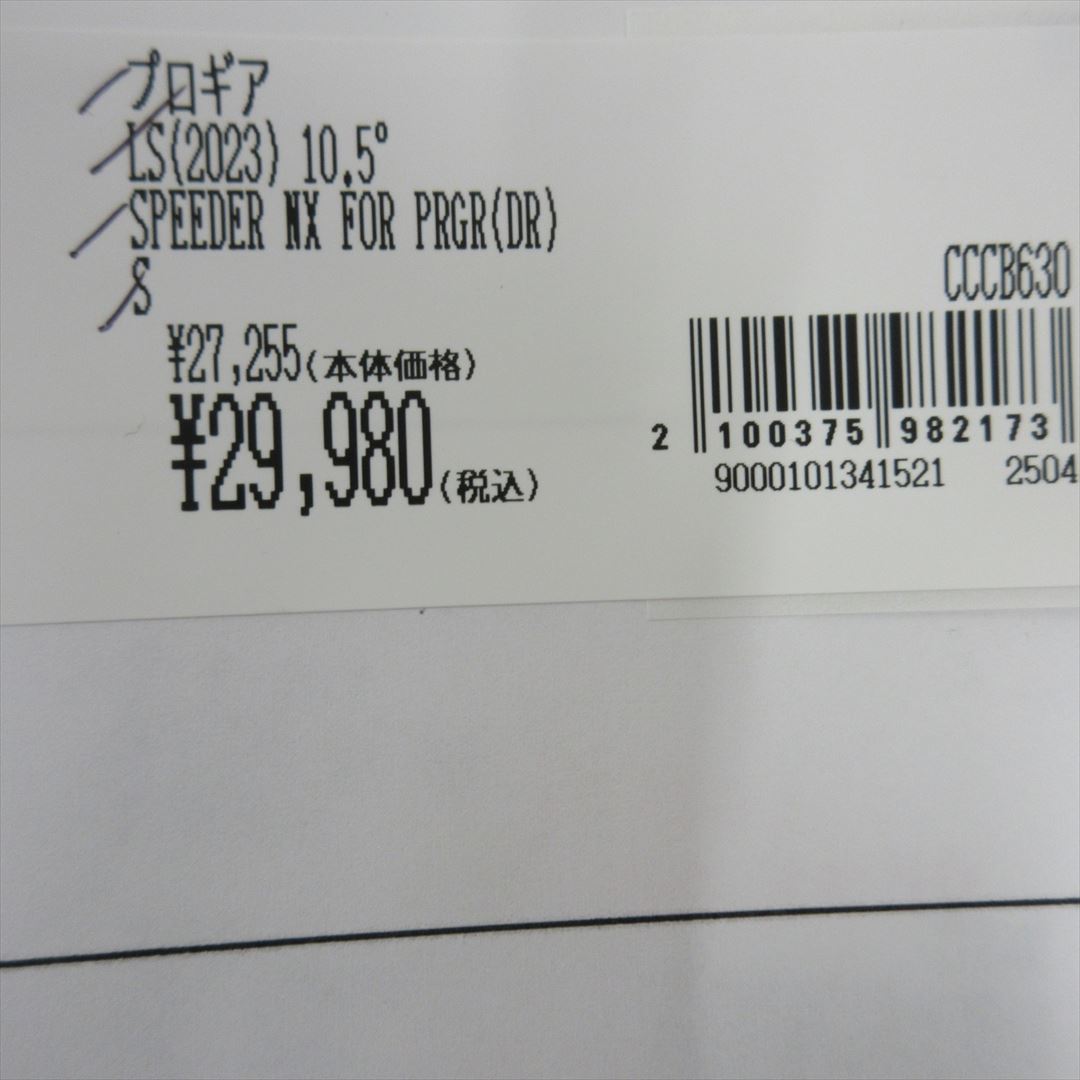 プロギア
LS(2023) 10.5°
SPEEDER NX FOR PRGR(DR)
S
¥27,255(本体価格)
¥29,980(税込)
CCCB630
2 100375 982173
9000101341521 2504